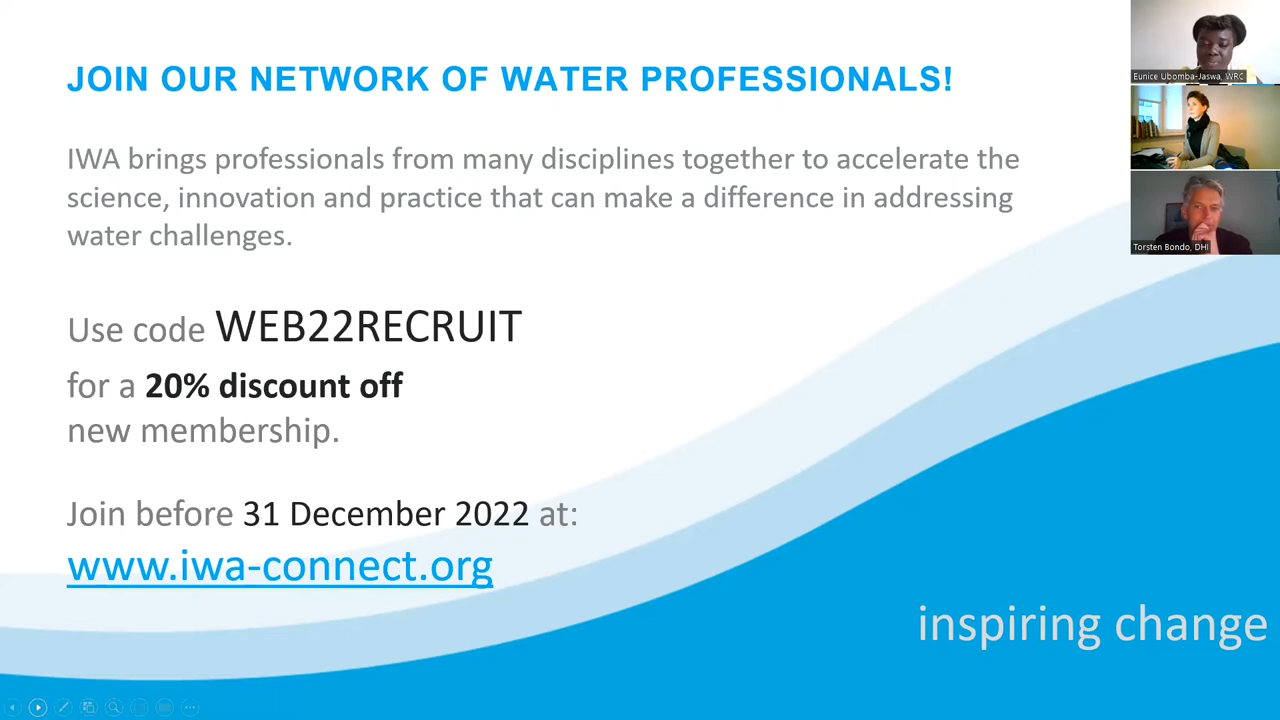 JOIN OUR NETWORK OF WATER PROFESSIONALS!
IWA brings professionals from many disciplines together to accelerate the
science, innovation and practice that can make a difference in addressing
water challenges.
Use code WEB22RECRUIT
for a 20% discount off
new membership.
Join before 31 December 2022 at:
www.iwa-connect.org
inspiring change
Eunice Ubomba-Jaswa, WRC
Torsten Bondo, DHI